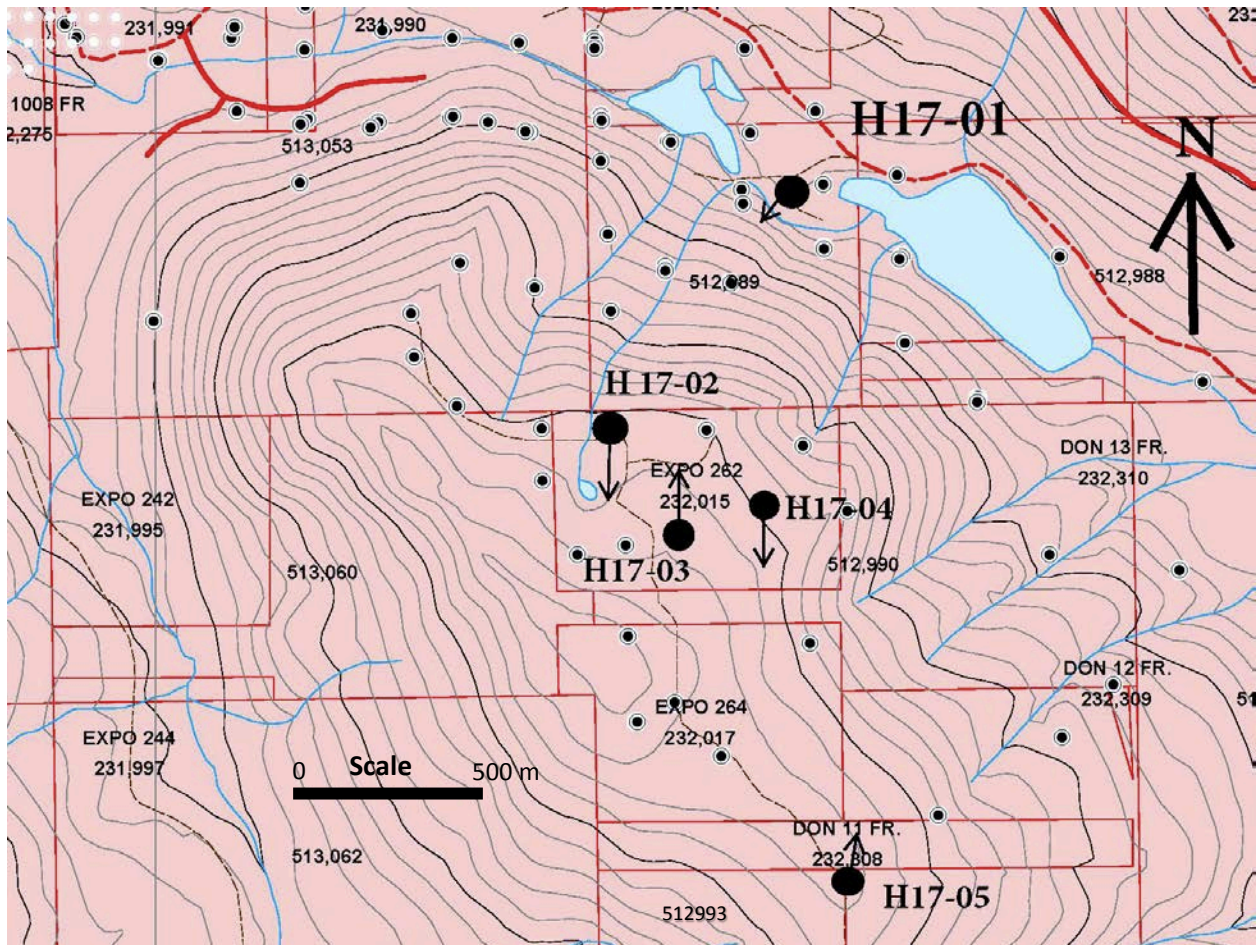 231,991
231,990
1008 FR
2,275
513,053
H17-01
N
512,989
512,988
H 17-02
EXPO 262
232,015
H17-04
DON 13 FR.
232,310
EXPO 242
231,995
513,060
H17-03
512,990
DON 12 FR.
232,309
EXPO 264
232,017
EXPO 244
231,997
0 Scale 500 m
DON 11 FR.
232,308
513,062
512993
H17-05